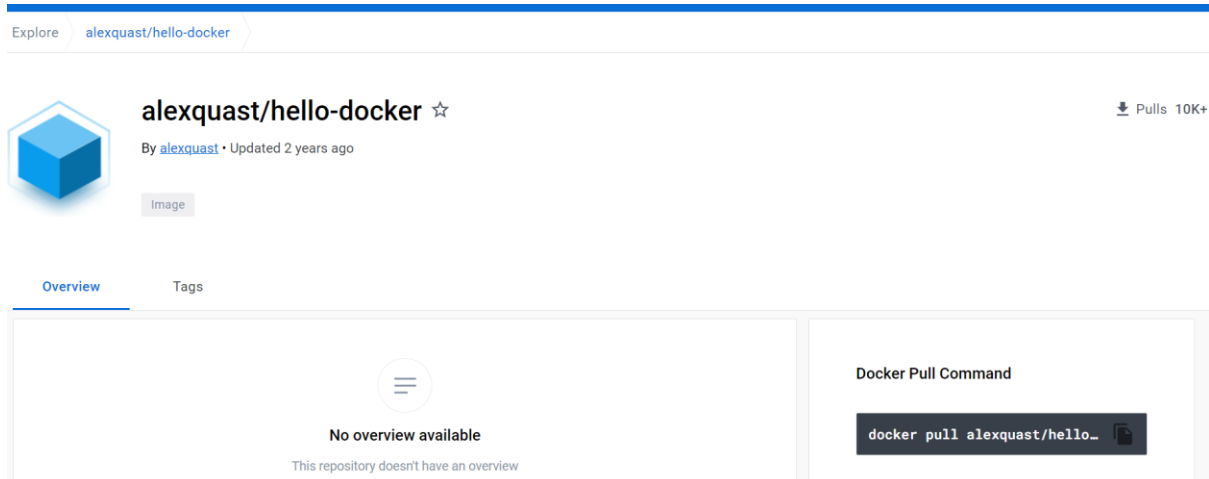 Explore alexquast/hello-docker
alexquast/hello-docker
By alexquast • Updated 2 years ago
Pulls 10K+
Image
Overview Tags
No overview available
This repository doesn't have an overview
Docker Pull Command
docker pull alexquast/hello…